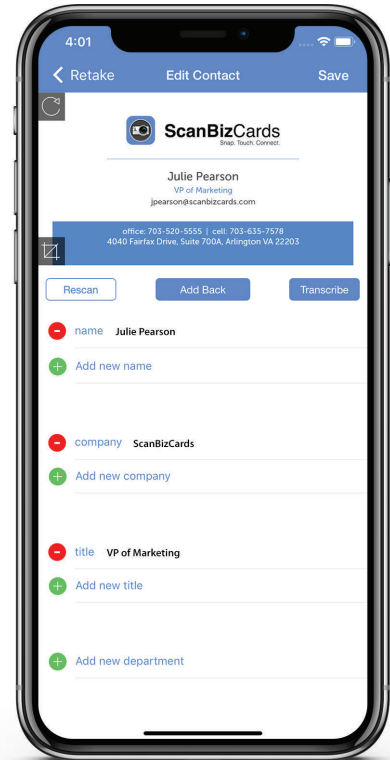 4:01
Retake Edit Contact Save
ScanBizCards
Snap. Touch. Connect.
Julie Pearson
VP of Marketing
jpearson@scanbizcards.com
office: 703-520-5555 | cell: 703-635-7578
4040 Fairfax Drive, Suite 700A, Arlington VA 22203
Rescan Add Back Transcribe
name Julie Pearson
Add new name
company ScanBizCards
Add new company
title VP of Marketing
Add new title
Add new department